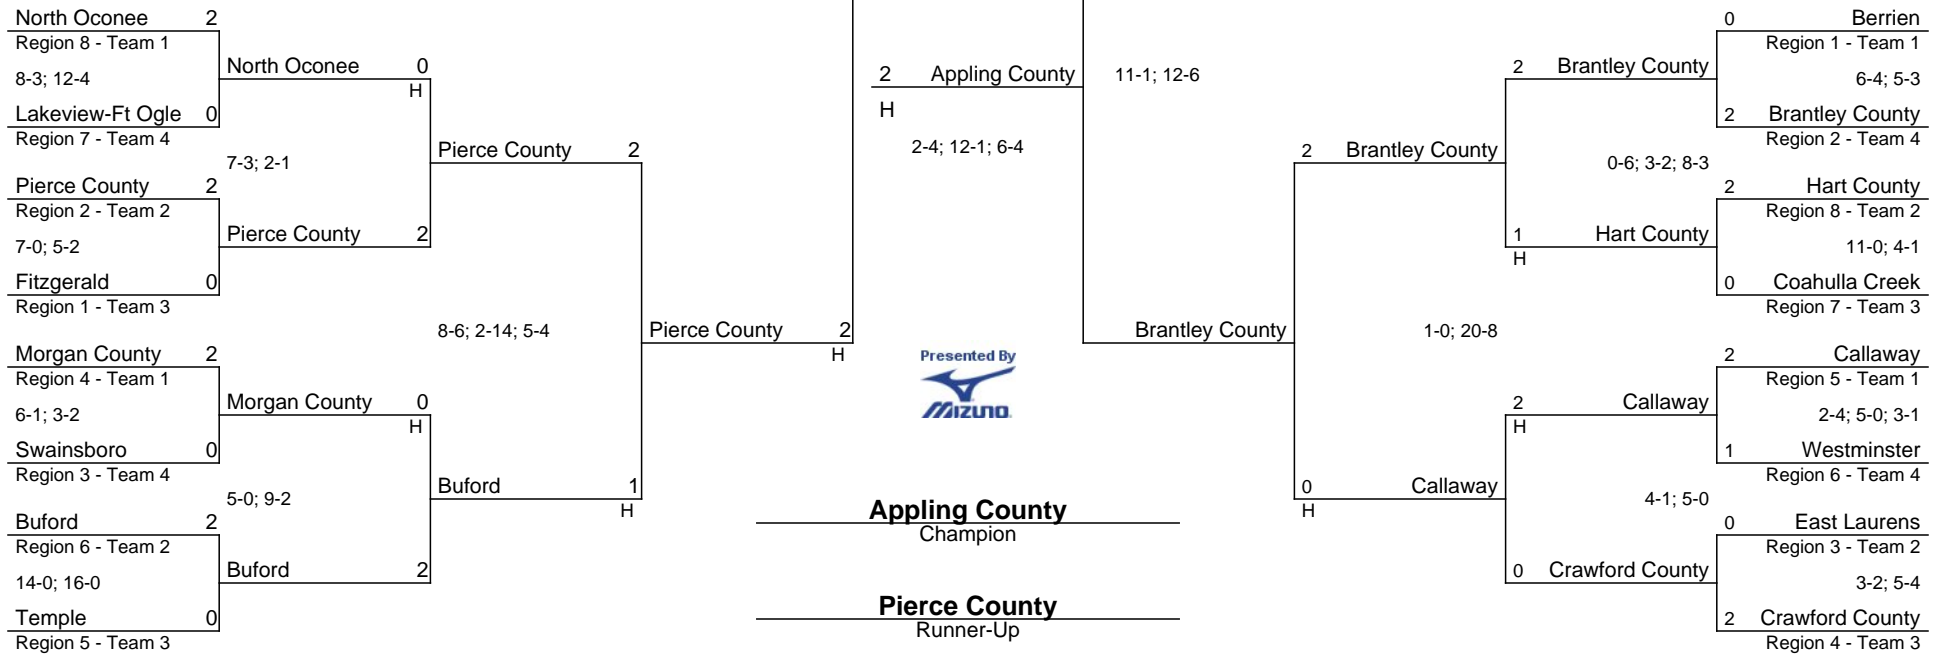 North Oconee 2
Region 8 - Team 1
8-3; 12-4
Lakeview-Ft Ogle 0
Region 7 - Team 4
Pierce County 2
Region 2 - Team 2
7-0; 5-2
Fitzgerald 0
Region 1 - Team 3
Morgan County 2
Region 4 - Team 1
6-1; 3-2
Swainsboro 0
Region 3 - Team 4
Buford 2
Region 6 - Team 2
14-0; 16-0
Temple 0
Region 5 - Team 3
North Oconee 0
H
7-3; 2-1
Pierce County 2
Morgan County 0
H
5-0; 9-2
Buford 2
Pierce County 2
8-6; 2-14; 5-4
Buford 1
H
Pierce County 2
H
2 Appling County
H
2-4; 12-1; 6-4
Presented By
MIZUNO
Appling County
Champion
Pierce County
Runner-Up
11-1; 12-6
Brantley County
2 Brantley County
1-0; 20-8
0 Callaway
H
2 Brantley County
0-6; 3-2; 8-3
1 Hart County
H
2 Callaway
H
4-1; 5-0
0 Crawford County
0 Berrien
Region 1 - Team 1
6-4; 5-3
2 Brantley County
Region 2 - Team 4
2 Hart County
Region 8 - Team 2
11-0; 4-1
0 Coahulla Creek
Region 7 - Team 3
2 Callaway
Region 5 - Team 1
2-4; 5-0; 3-1
1 Westminster
Region 6 - Team 4
0 East Laurens
Region 3 - Team 2
3-2; 5-4
2 Crawford County
Region 4 - Team 3